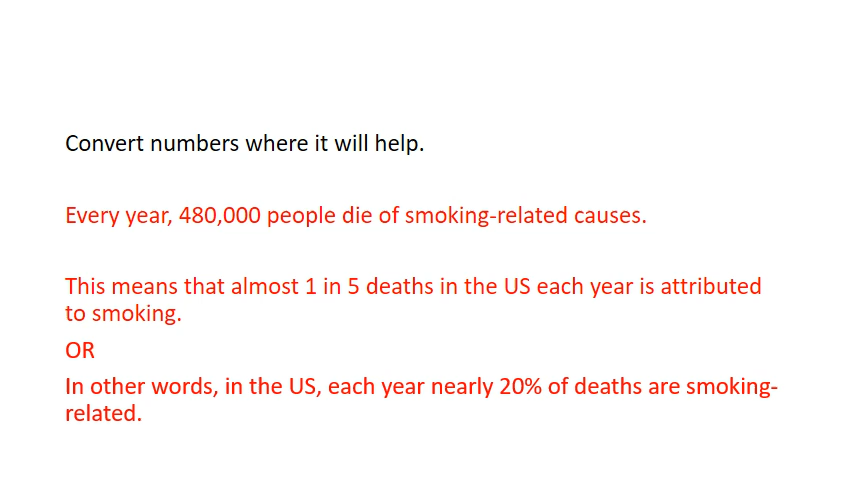 Convert numbers where it will help.
Every year, 480,000 people die of smoking-related causes.
This means that almost 1 in 5 deaths in the US each year is attributed
to smoking.
OR
In other words, in the US, each year nearly 20% of deaths are smoking-
related.